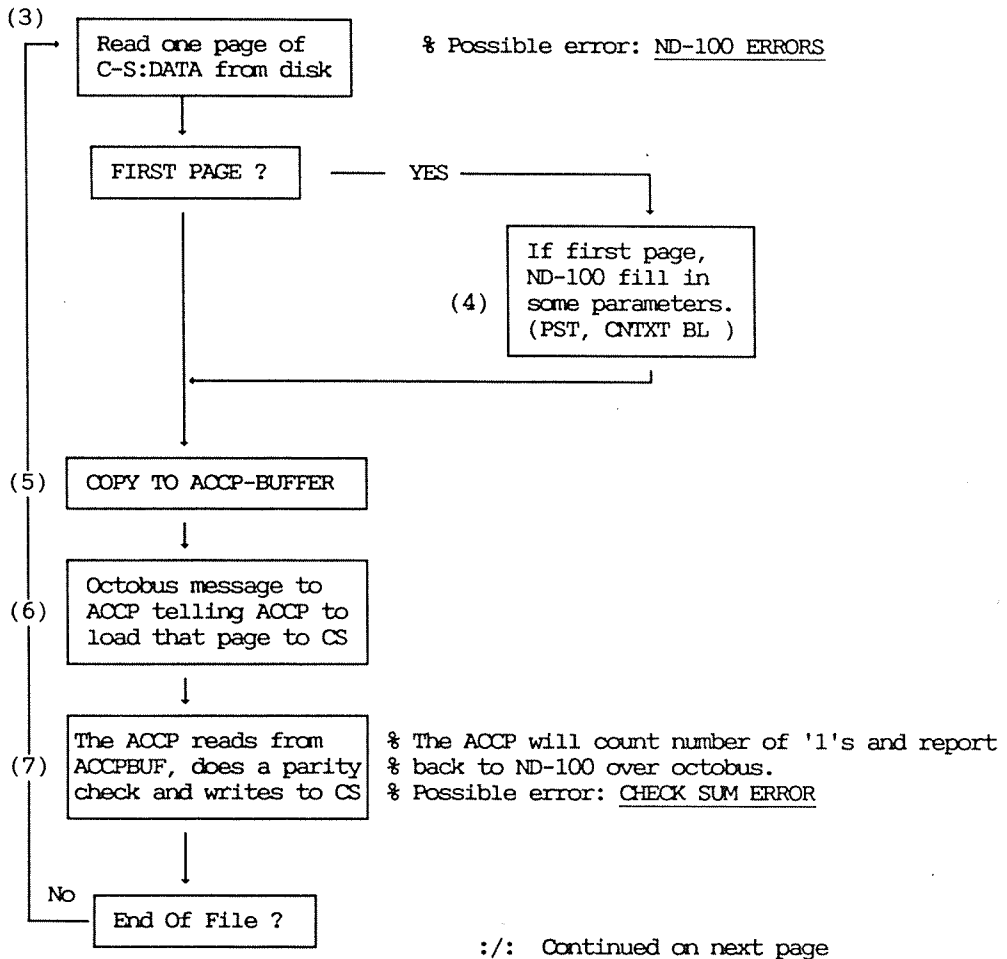 (3)
Read one page of
C-S:DATA from disk
% Possible error: ND-100 ERRORS
FIRST PAGE ?
YES
If first page,
ND-100 fill in
some parameters.
(PST, CNTXT BL )
(4)
(5)
COPY TO ACCP-BUFFER
Octobus message to
ACCP telling ACCP to
load that page to CS
(6)
The ACCP reads from
ACCPBUF, does a parity
check and writes to CS
(7)
% The ACCP will count number of '1's and report
% back to ND-100 over octobus.
% Possible error: CHECK SUM ERROR
No
End Of File ?
:/: Continued on next page